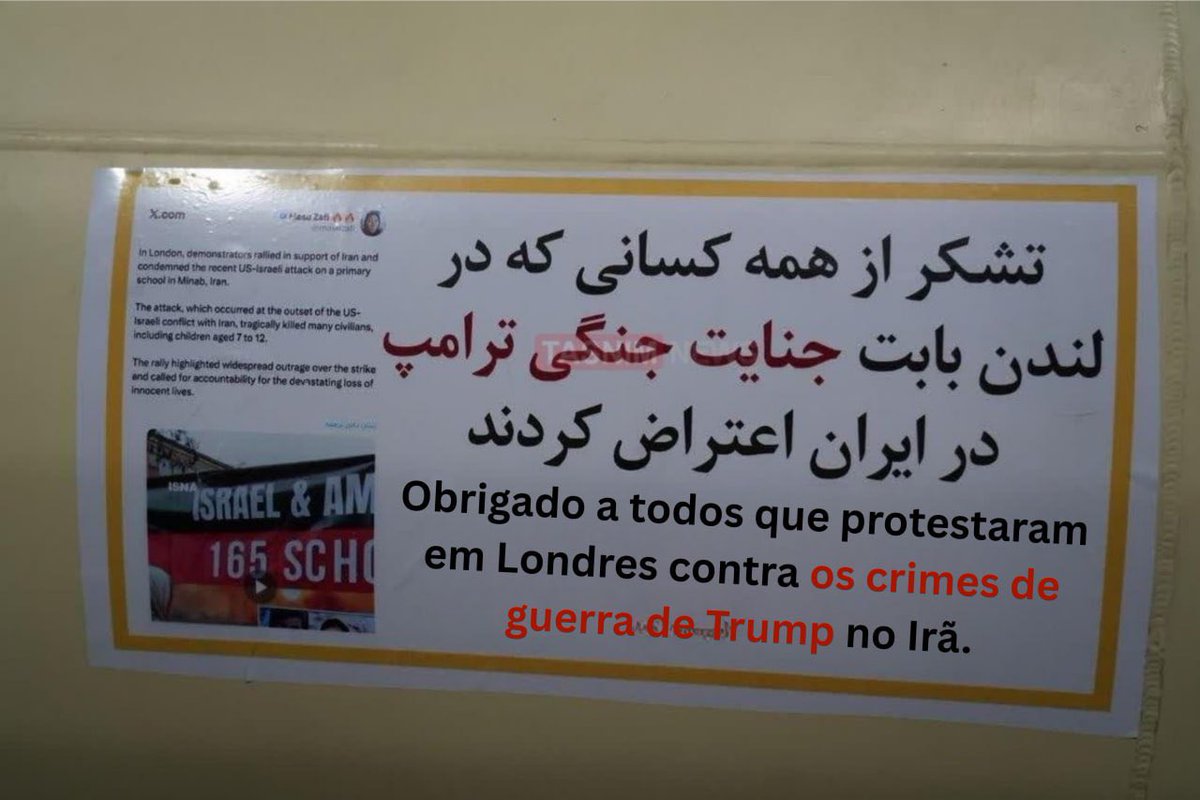 X.com
In London, demonstrators rallied in support of Iran and
condemned the recent US-Israeli attack on a primary
school in Minab, Iran.
The attack, which occurred at the outset of the US-
Israeli conflict with Iran, tragically killed many civilians,
including children aged 7 to 12.
The rally highlighted widespread outrage over the strike
and called for accountability for the devastating loss of
innocent lives.
ISNA
ISRAEL & AM
165 SCHO
تشکر از همه کسانی که در
لندن بابت جنایت جنگی ترامپ
در ایران اعتراض کردند
TASNIM NEWS
Obrigado a todos que protestaram
em Londres contra os crimes de
guerra de Trump no Irã.